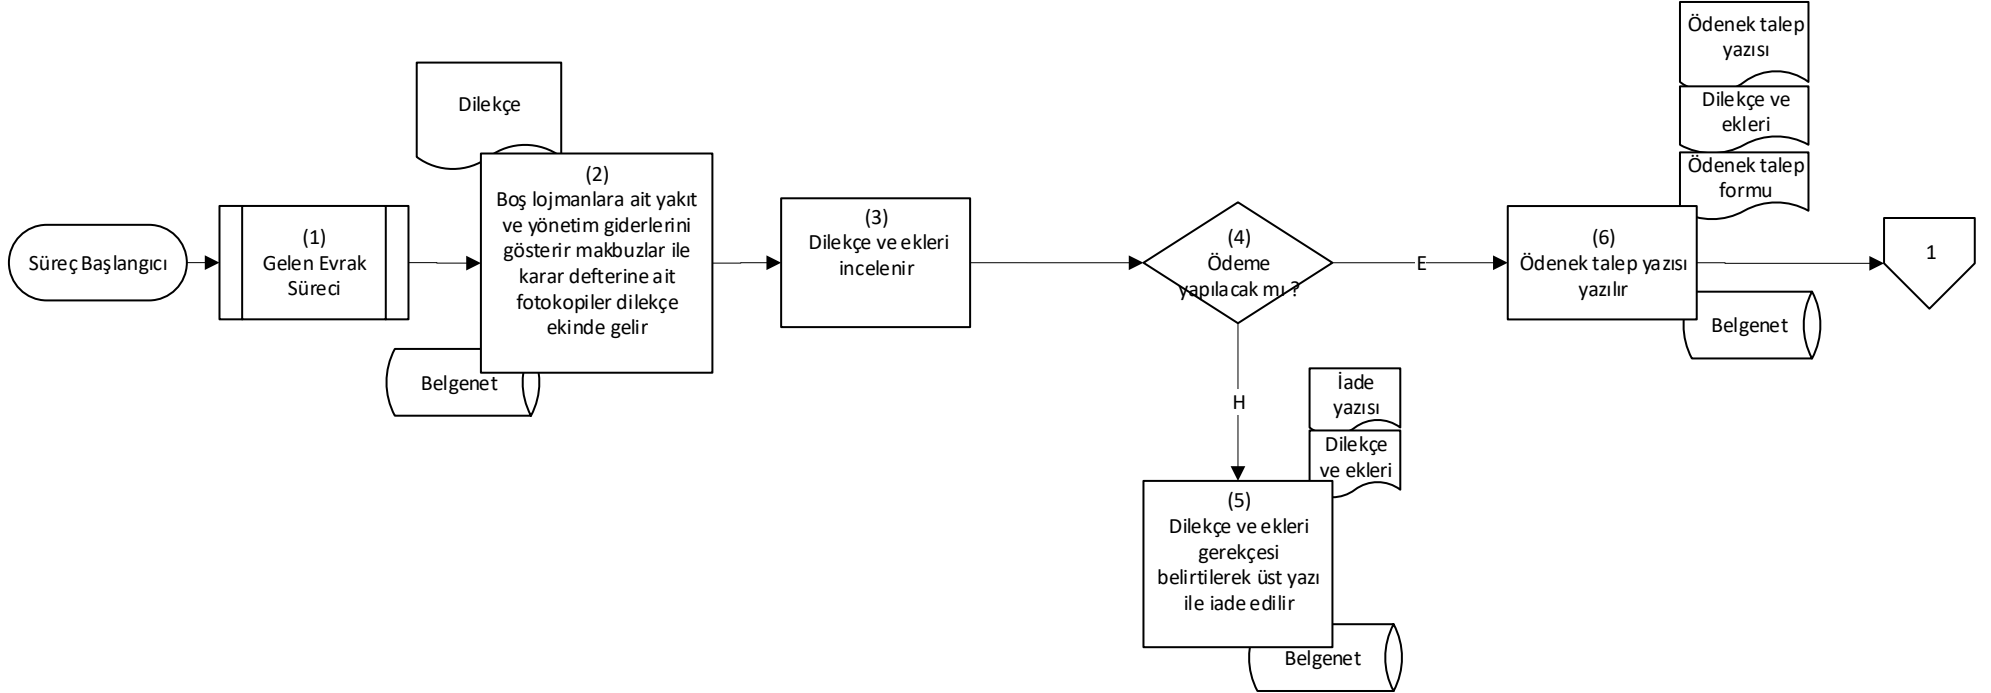 Süreç Başlangıcı
(1)
Gelen Evrak
Süreci
Dilekçe
(2)
Boş lojmanlara ait yakıt
ve yönetim giderlerini
gösterir makbuzlar ile
karar defterine ait
fotokopiler dilekçe
ekinde gelir
Belgenet
(3)
Dilekçe ve ekleri
incelenir
(4)
Ödeme
yapılacak mı ?
E
H
İade
yazısı
Dilekçe
ve ekleri
(5)
Dilekçe ve ekleri
gerekçesi
belirtilerek üst yazı
ile iade edilir
Belgenet
Ödenek talep
yazısı
Dilekçe ve
ekleri
Ödenek talep
formu
(6)
Ödenek talep yazısı
yazılır
Belgenet
1